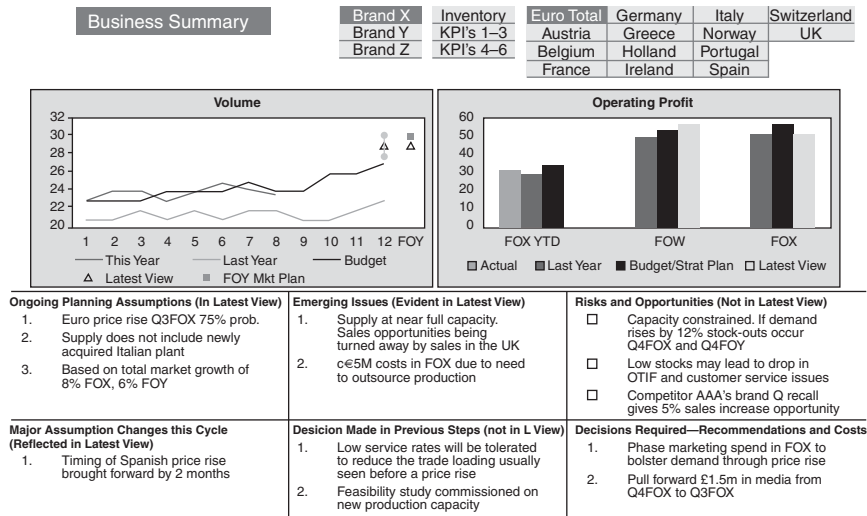 Business Summary
Brand X
Brand Y
Brand Z
Inventory
KPI's 1–3
KPI's 4–6
Euro Total Germany Italy Switzerland
Austria Greece Norway UK
Belgium Holland Portugal
France Ireland Spain
Volume
32
30
28
26
24
22
20
1 2 3 4 5 6 7 8 9 10 11 12 FOY
This Year Last Year Budget
Latest View FOY Mkt Plan
Operating Profit
60
50
40
30
20
10
0
FOX YTD FOW FOX
Actual Last Year Budget/Strat Plan Latest View
Ongoing Planning Assumptions (In Latest View)
1. Euro price rise Q3FOX 75% prob.
2. Supply does not include newly
acquired Italian plant
3. Based on total market growth of
8% FOX, 6% FOY
Emerging Issues (Evident in Latest View)
1. Supply at near full capacity.
Sales opportunities being
turned away by sales in the UK
2. c€5M costs in FOX due to need
to outsource production
Risks and Opportunities (Not in Latest View)
Capacity constrained. If demand
rises by 12% stock-outs occur
Q4FOX and Q4FOY
Low stocks may lead to drop in
OTIF and customer service issues
Competitor AAA's brand Q recall
gives 5% sales increase opportunity
Major Assumption Changes this Cycle
(Reflected in Latest View)
1. Timing of Spanish price rise
brought forward by 2 months
Desicion Made in Previous Steps (not in L View)
1. Low service rates will be tolerated
to reduce the trade loading usually
seen before a price rise
2. Feasibility study commissioned on
new production capacity
Decisions Required—Recommendations and Costs
1. Phase marketing spend in FOX to
bolster demand through price rise
2. Pull forward £1.5m in media from
Q4FOX to Q3FOX